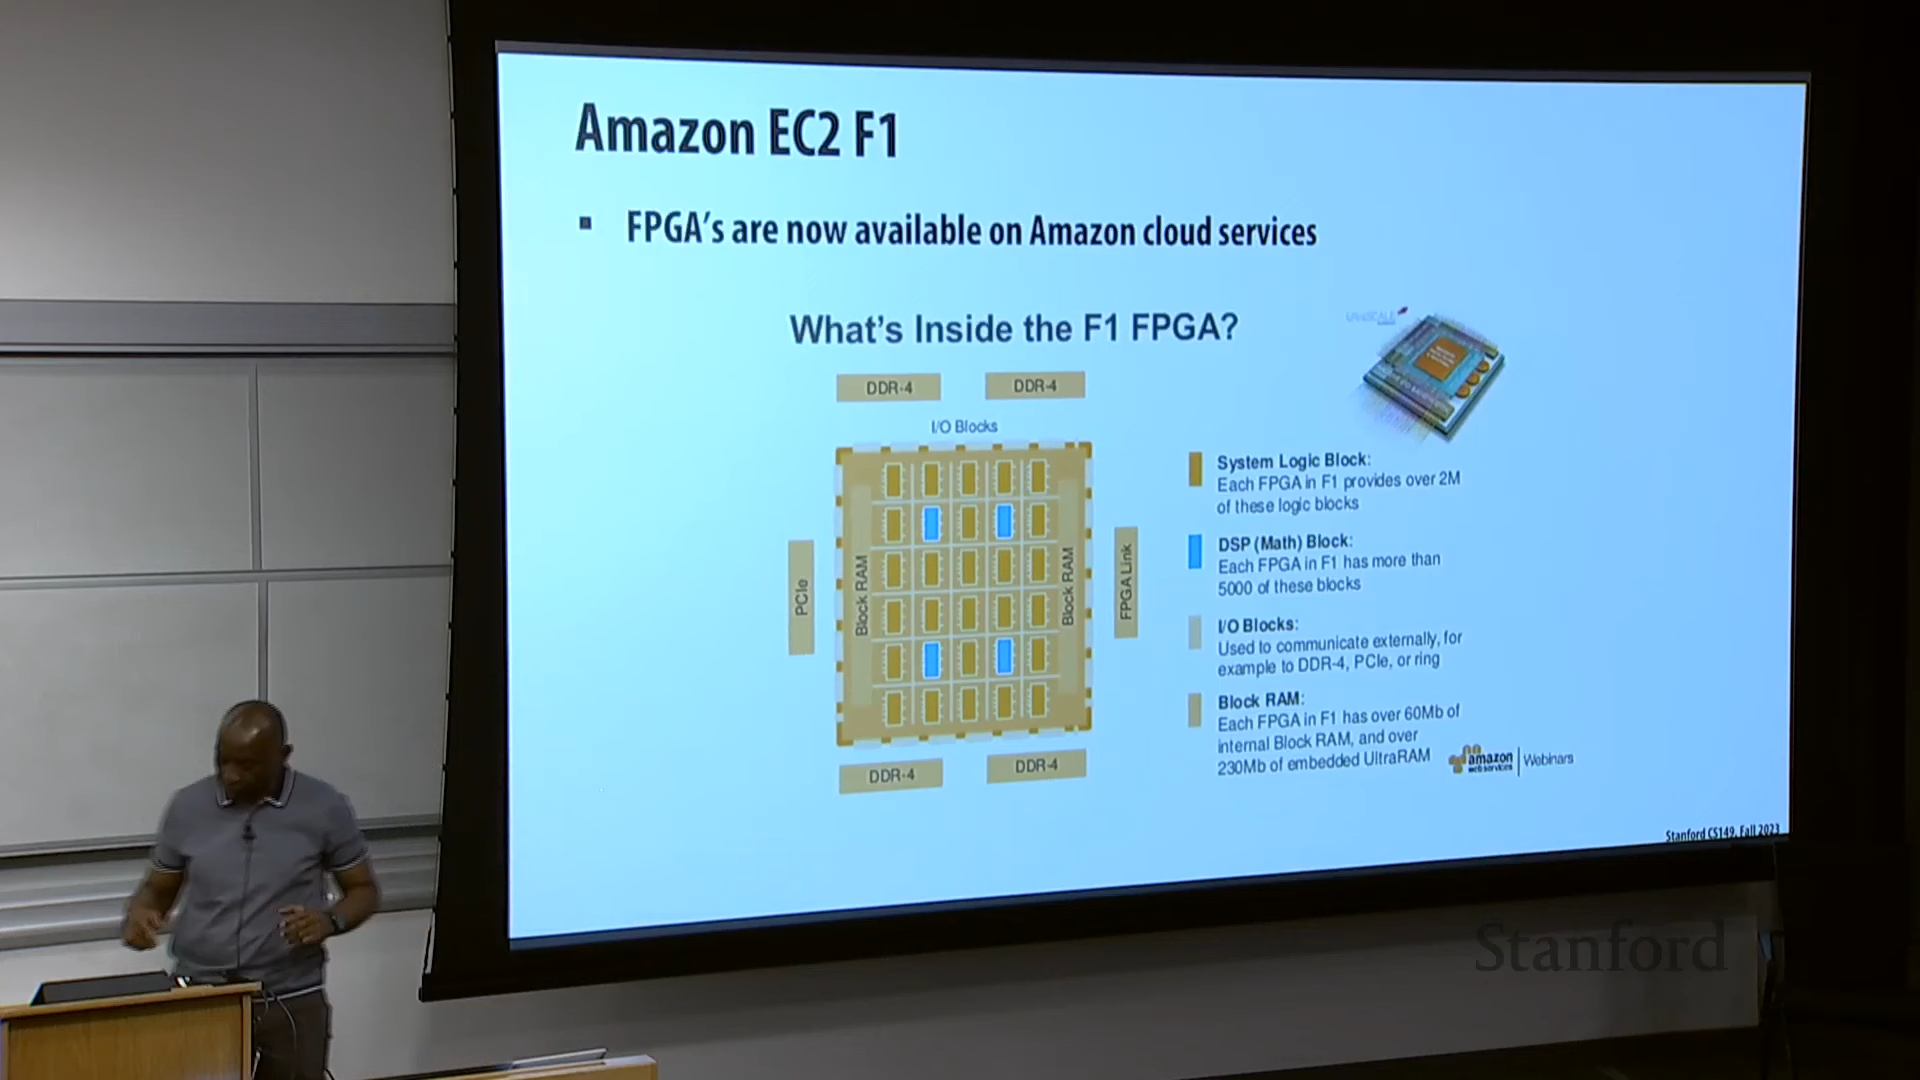 Amazon EC2 F1
▪ FPGA's are now available on Amazon cloud services
What's Inside the F1 FPGA?
DDR-4
DDR-4
I/O Blocks
PCIe
Block RAM
Block RAM
FPGA Link
DDR-4
DDR-4
System Logic Block:
Each FPGA in F1 provides over 2M
of these logic blocks
DSP (Math) Block:
Each FPGA in F1 has more than
5000 of these blocks
I/O Blocks:
Used to communicate externally, for
example to DDR-4, PCIe, or ring
Block RAM:
Each FPGA in F1 has over 60Mb of
internal Block RAM, and over
230Mb of embedded UltraRAM
amazon
web services
Webinars
Stanford CS149, Fall 2023
Stanford